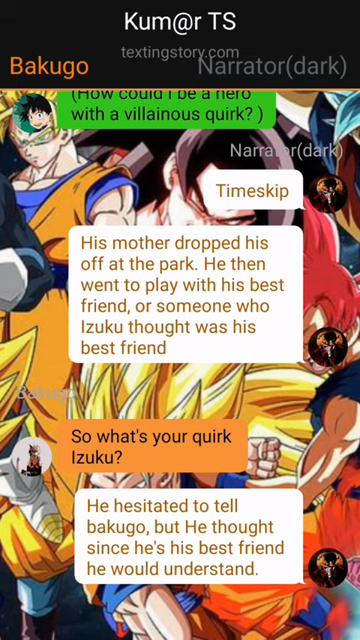 Kum@r TS
textingstory.com
Bakugo
Narrator(dark)
(How could I be a hero
with a villainous quirk? )
Narrator(dark)
Timeskip
His mother dropped his
off at the park. He then
went to play with his best
friend, or someone who
Izuku thought was his
best friend
Bakugo
So what's your quirk
Izuku?
He hesitated to tell
bakugo, but He thought
since he's his best friend
he would understand.